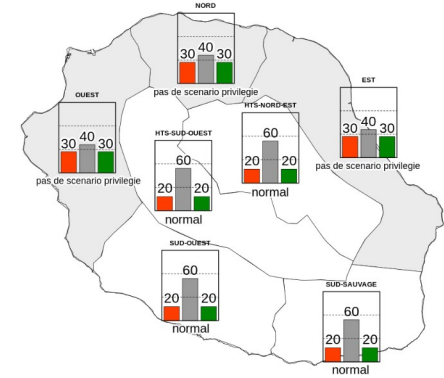 NORD
30 40 30
pas de scenario privilegie
EST
30 40 30
pas de scenario privilegie
OUEST
30 40 30
pas de scenario privilegie
HTS-NORD-EST
20 60 20
normal
HTS-SUD-OUEST
20 60 20
normal
SUD-OUEST
20 60 20
normal
SUD-SAUVAGE
20 60 20
normal